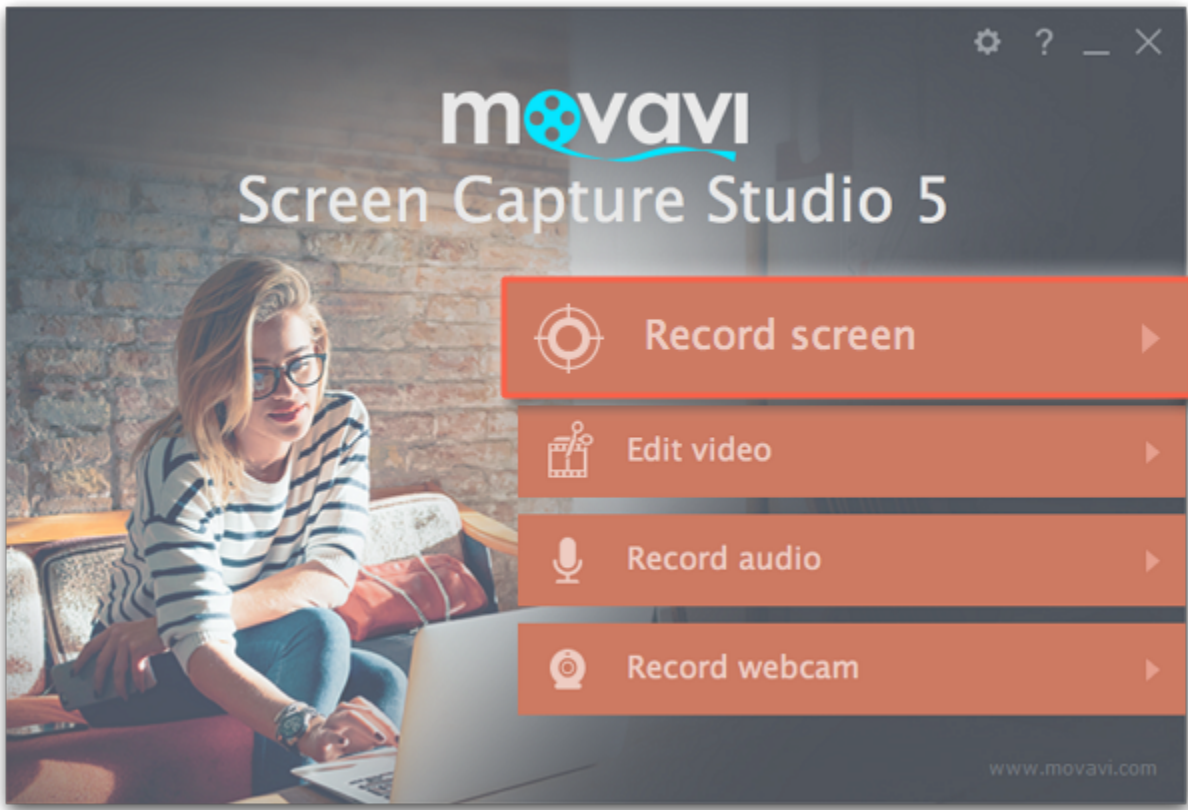 ?
movavi
Screen Capture Studio 5
Record screen
Edit video
Record audio
Record webcam
www.movavi.com